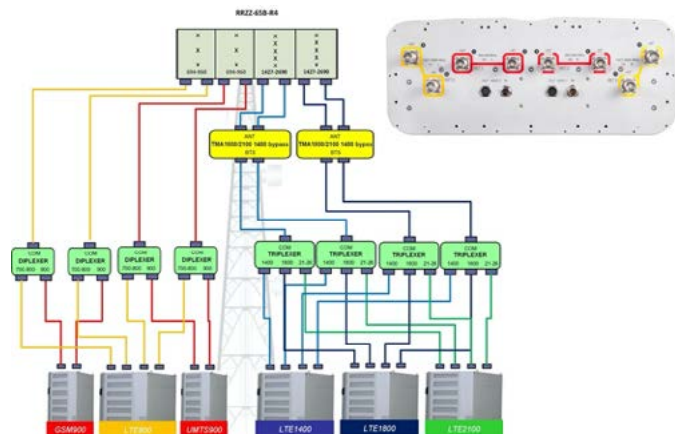 RRZZ-65B-R4
694-960
694-960
1427-2690
1427-2690
ANT
TMA1800/2100 1400 bypass
BTS
ANT
TMA1800/2100 1400 bypass
BTS
COM
DIPLEXER
700-800 900
COM
DIPLEXER
700-800 900
COM
DIPLEXER
700-800 900
COM
DIPLEXER
700-800 900
COM
TRIPLEXER
1400 1800 21-26
COM
TRIPLEXER
1400 1800 21-26
COM
TRIPLEXER
1400 1800 21-26
COM
TRIPLEXER
1400 1800 21-26
GSM900
LTE800
UMTS900
LTE1400
LTE1800
LTE2100